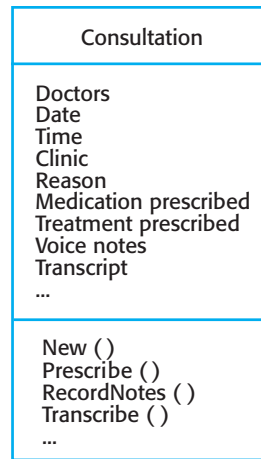 Consultation
Doctors
Date
Time
Clinic
Reason
Medication prescribed
Treatment prescribed
Voice notes
Transcript
...
New ( )
Prescribe ( )
RecordNotes ( )
Transcribe ( )
...